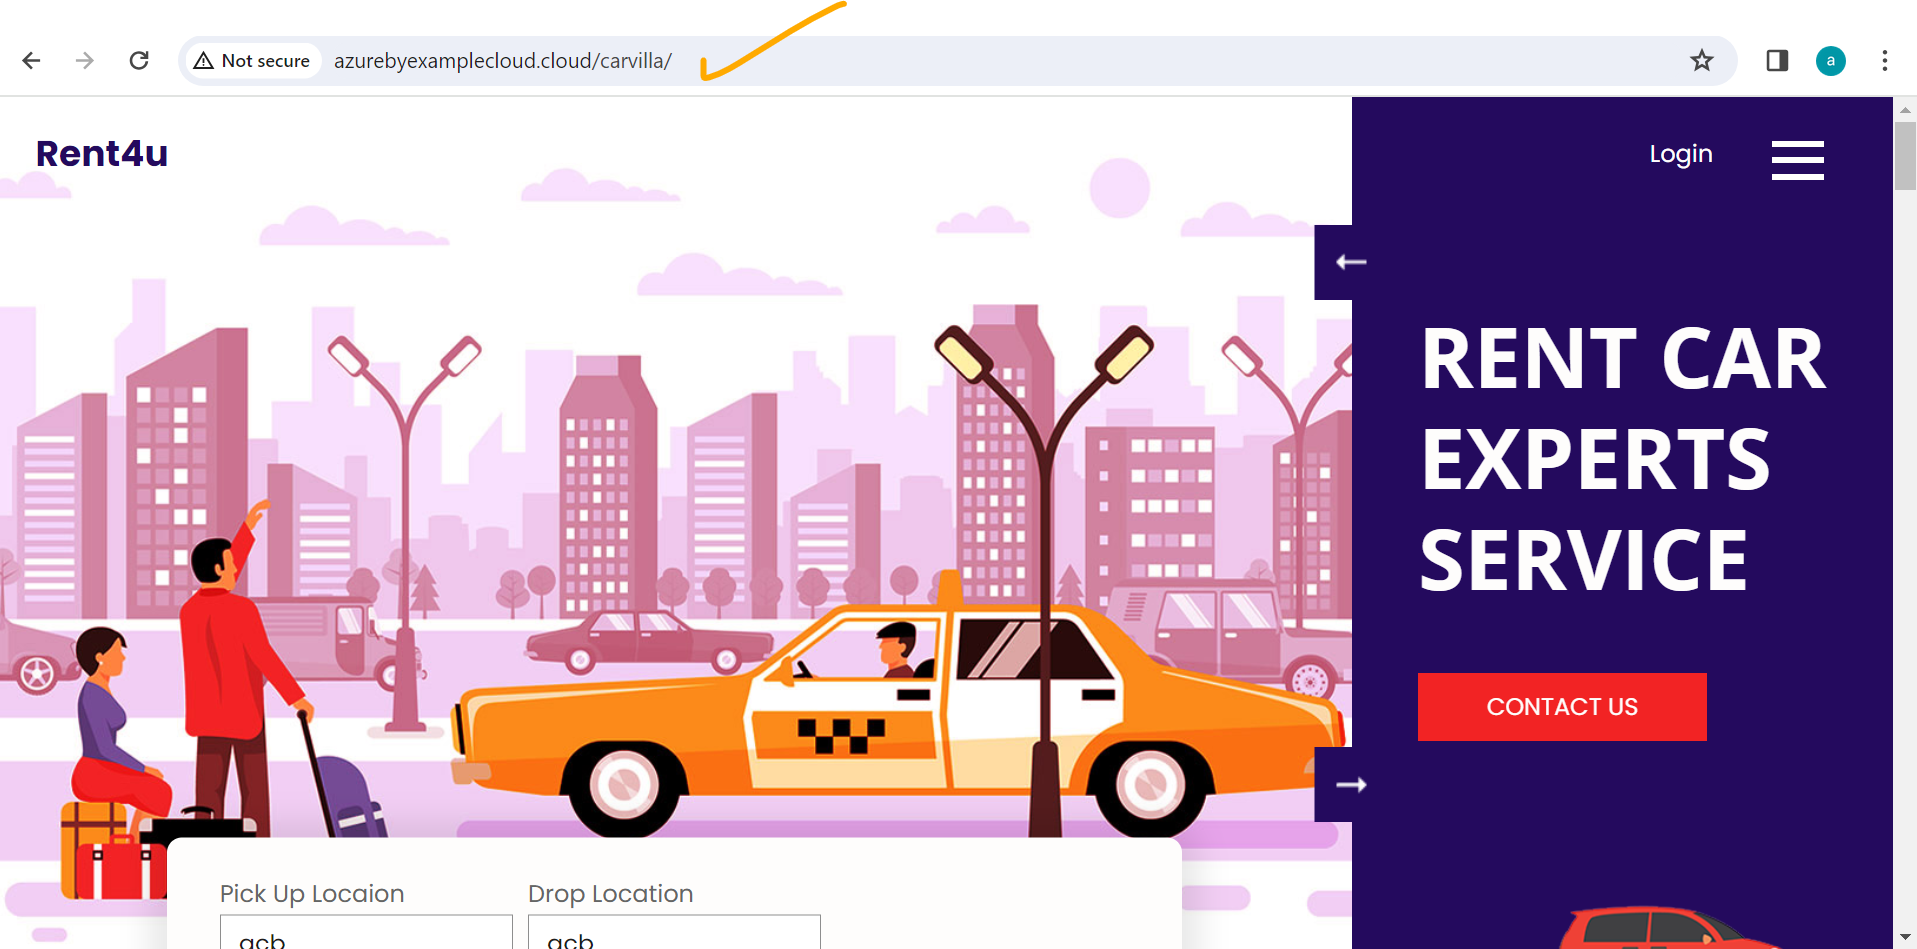 Not secure azurebyexamplecloud.cloud/carvilla/
a
Rent4u
Login
RENT CAR
EXPERTS
SERVICE
CONTACT US
Pick Up Locaion Drop Location
acb acb